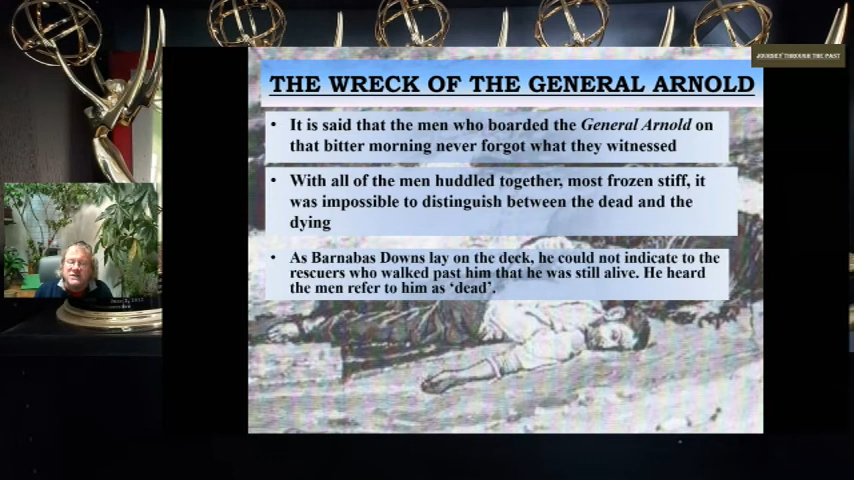 JOURNEY THROUGH THE PAST
THE WRECK OF THE GENERAL ARNOLD
• It is said that the men who boarded the General Arnold on
that bitter morning never forgot what they witnessed
• With all of the men huddled together, most frozen stiff, it
was impossible to distinguish between the dead and the
dying
• As Barnabas Downs lay on the deck, he could not indicate to the
rescuers who walked past him that he was still alive. He heard
the men refer to him as ‘dead’.